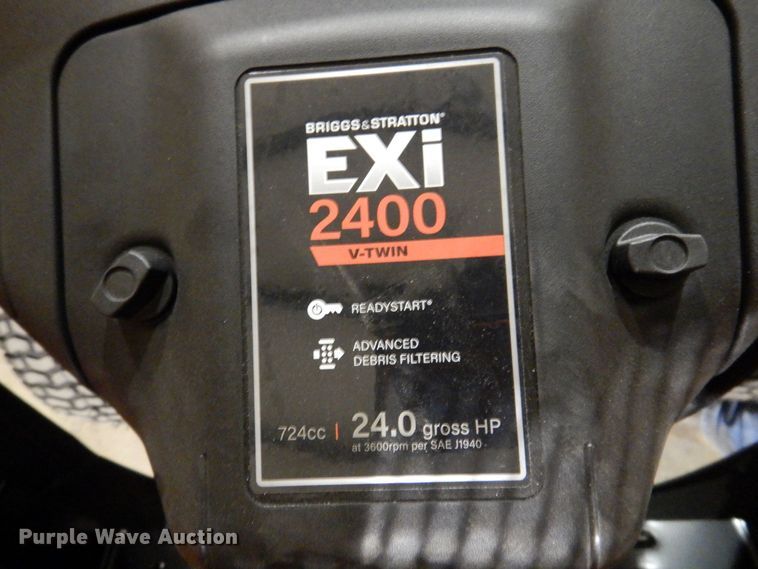 BRIGGS&STRATTON®
EXi
2400
V-TWIN
READYSTART®
ADVANCED
DEBRIS FILTERING
724cc | 24.0 gross HP
at 3600rpm per SAE J1940
Purple Wave Auction®